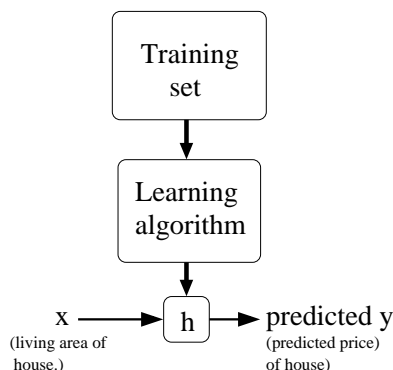 Training
set
Learning
algorithm
x
(living area of
house.)
h
predicted y
(predicted price)
of house)